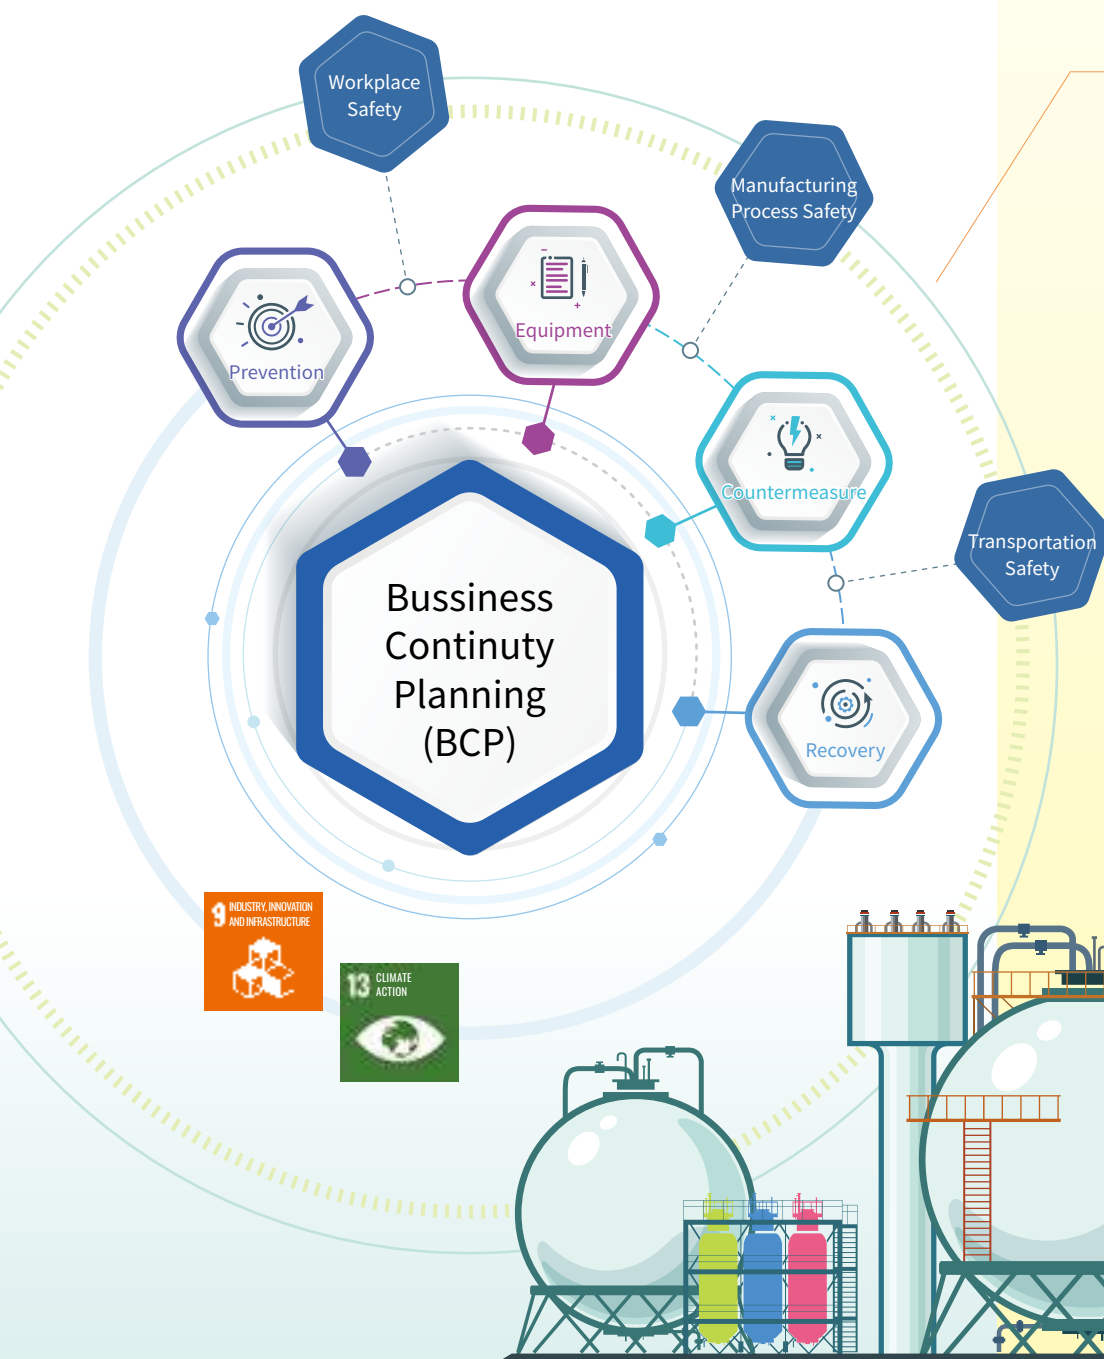 Workplace
Safety
Manufacturing
Process Safety
Equipment
Prevention
Countermeasure
Transportation
Safety
Bussiness
Continuty
Planning
(BCP)
Recovery
9 INDUSTRY, INNOVATION
AND INFRASTRUCTURE
13 CLIMATE
ACTION